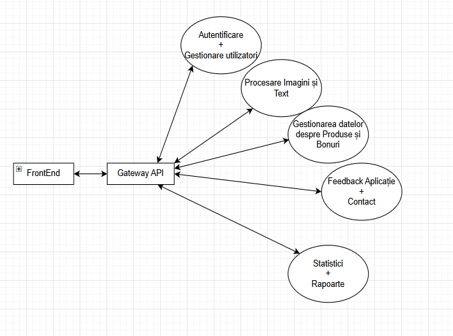 Autentificare
+
Gestionare utilizatori
Procesare Imagini și
Text
Gestionarea datelor
despre Produse și
Bonuri
FrontEnd
Gateway API
Feedback Aplicație
+
Contact
Statistici
+
Rapoarte